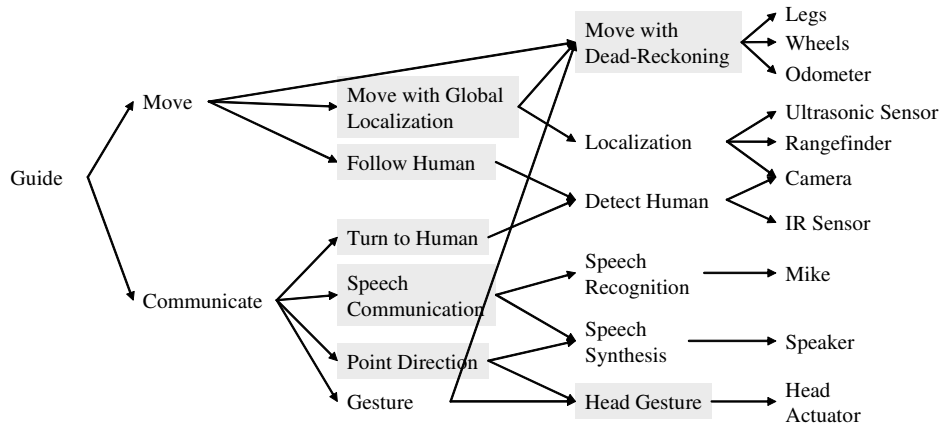 Guide
Move
Communicate
Move with Global
Localization
Follow Human
Turn to Human
Speech
Communication
Point Direction
Gesture
Move with
Dead-Reckoning
Localization
Detect Human
Speech
Recognition
Speech
Synthesis
Head Gesture
Legs
Wheels
Odometer
Ultrasonic Sensor
Rangefinder
Camera
IR Sensor
Mike
Speaker
Head
Actuator